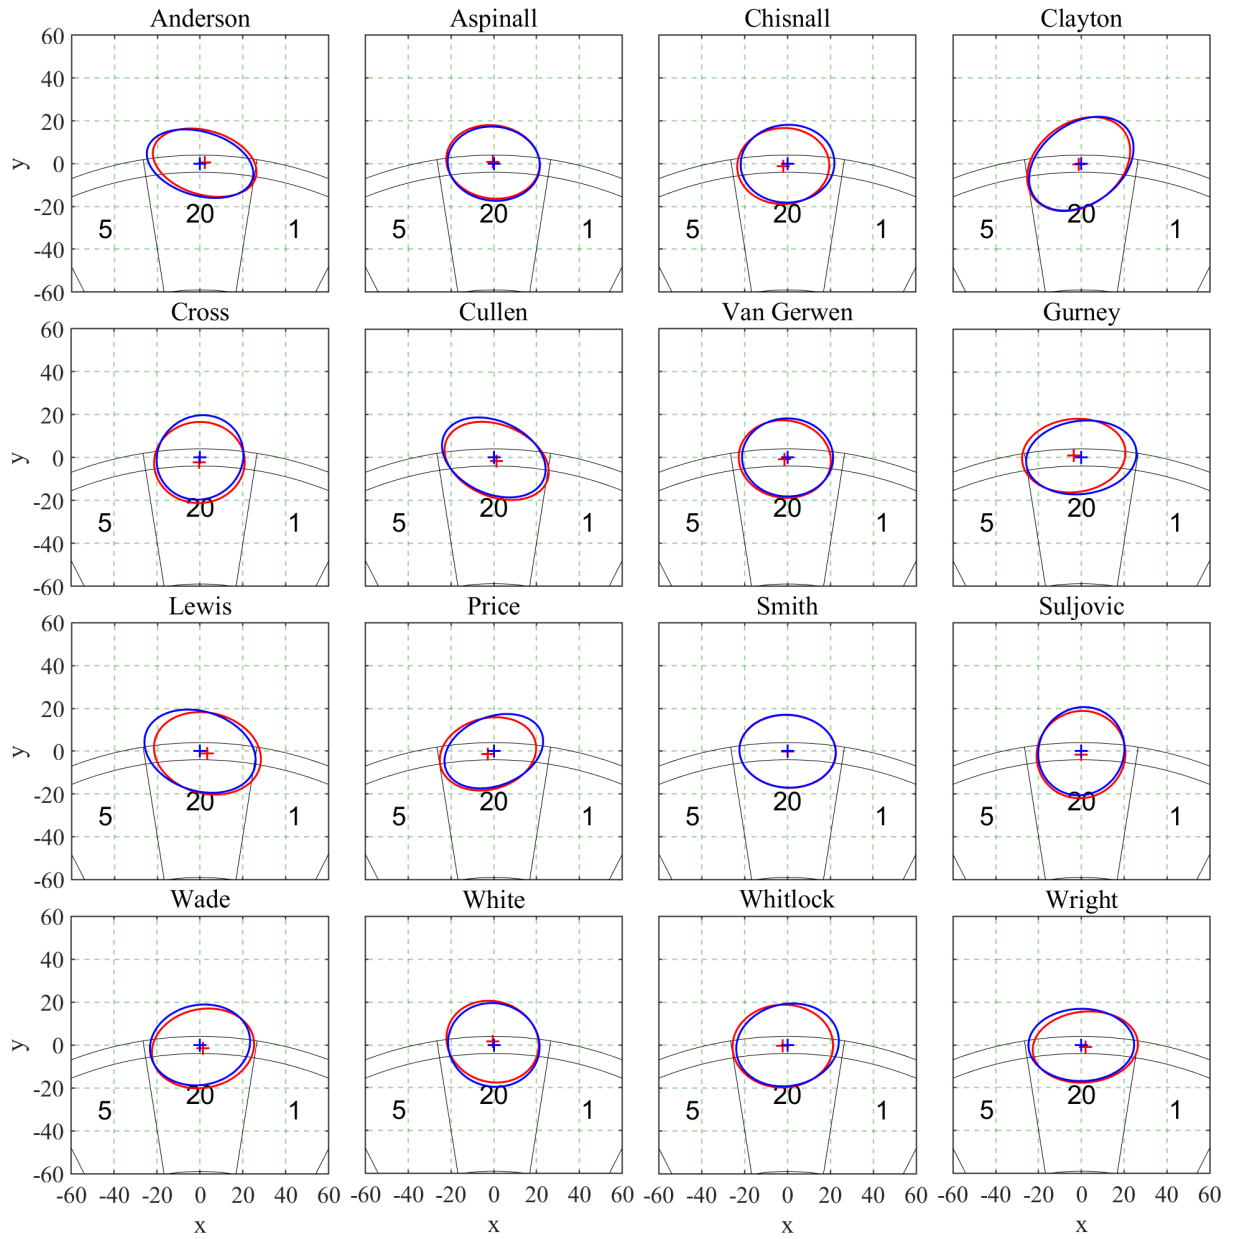 Anderson Aspinall Chisnall Clayton
60
40
20
0
-20
-40
-60
y
5 20 1 5 20 1 5 20 1 5 20 1
Cross Cullen Van Gerwen Gurney
60
40
20
0
-20
-40
-60
y
5 20 1 5 20 1 5 20 1 5 20 1
Lewis Price Smith Suljovic
60
40
20
0
-20
-40
-60
y
5 20 1 5 20 1 5 20 1 5 20 1
Wade White Whitlock Wright
60
40
20
0
-20
-40
-60
y
5 20 1 5 20 1 5 20 1 5 20 1
-60 -40 -20 0 20 40 60 -40 -20 0 20 40 -60 -40 -20 0 20 40 60 -40 -20 0 20 40 60
x x x x